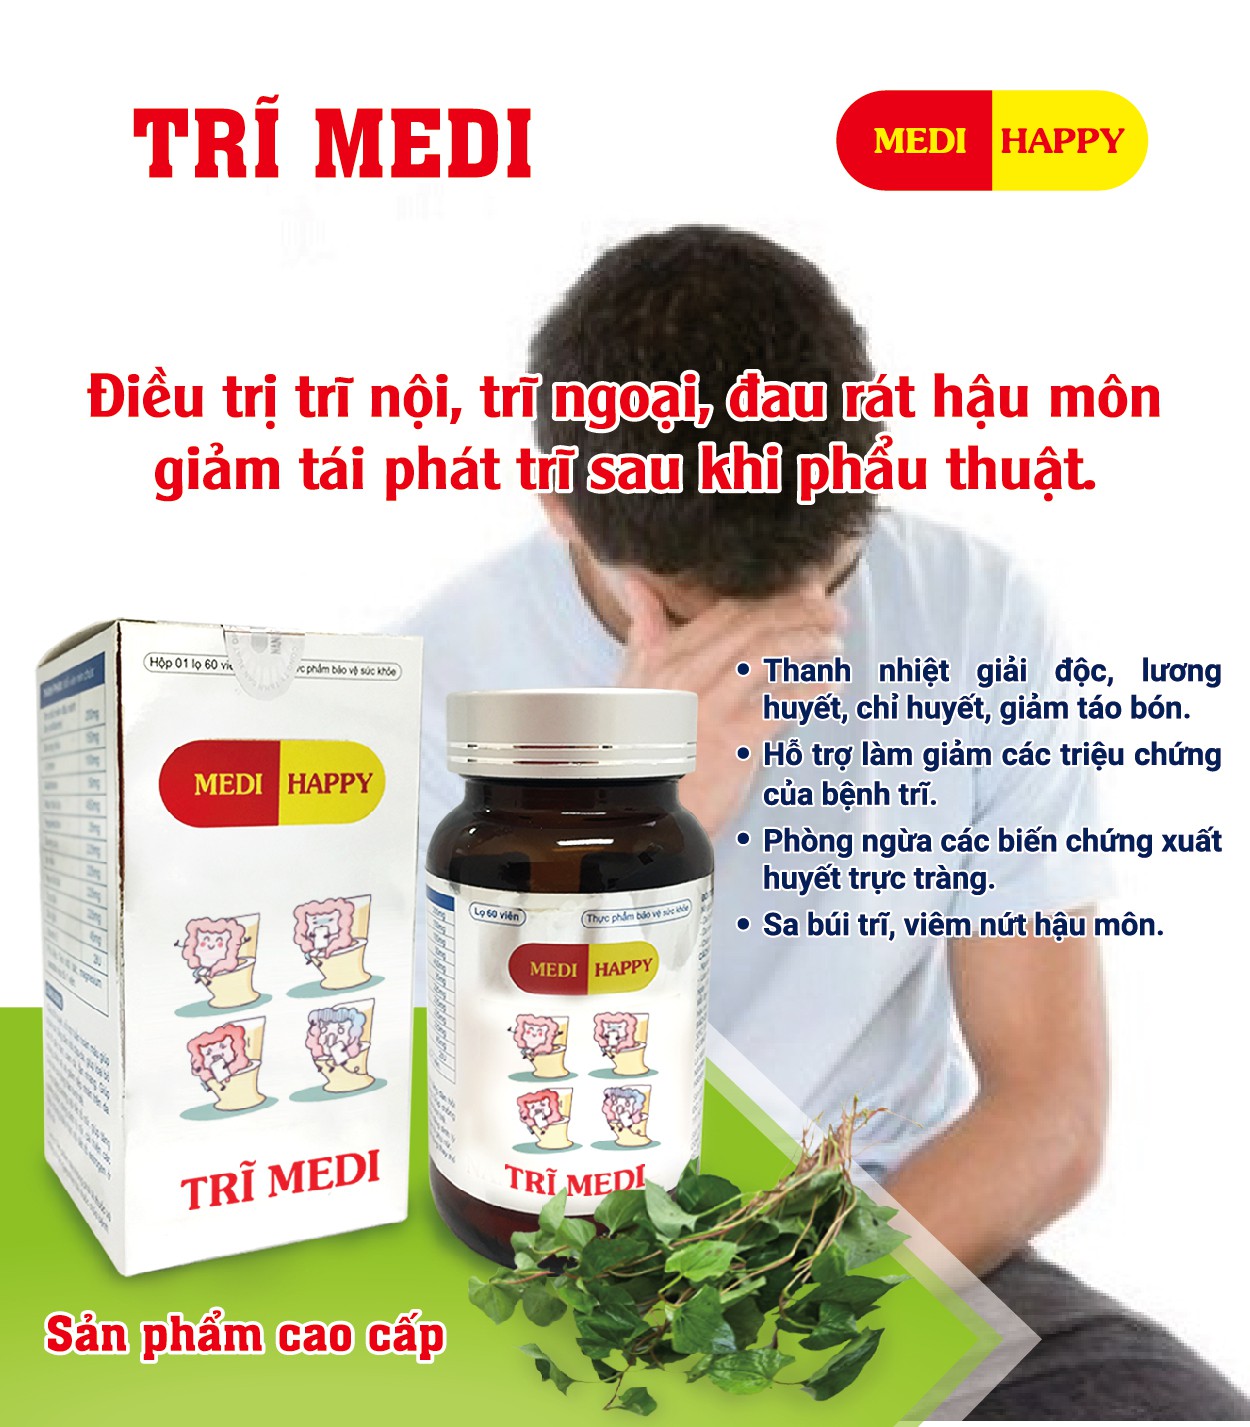 TRĨ MEDI
MEDI HAPPY
Điều trị trĩ nội, trĩ ngoại, đau rát hậu môn
giảm tái phát trĩ sau khi phẩu thuật.
• Thanh nhiệt giải độc, lương
huyết, chỉ huyết, giảm táo bón.
• Hỗ trợ làm giảm các triệu chứng
của bệnh trĩ.
• Phòng ngừa các biến chứng xuất
huyết trực tràng.
• Sa búi trĩ, viêm nứt hậu môn.
Hộp 01 lọ 60
phẩm bảo vệ sức khỏe
MEDI HAPPY
TRĨ MEDI
Lọ 60 viên
Thực phẩm bảo vệ sức khỏe
MEDI HAPPY
TRĨ MEDI
Sản phẩm cao cấp